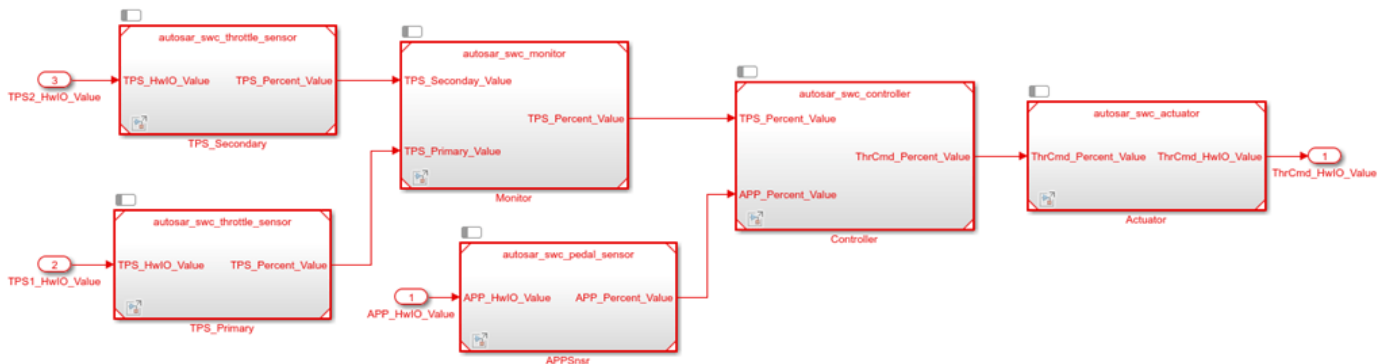 autosar_swc_throttle_sensor
3
TPS2_HwIO_Value
TPS_HwIO_Value
TPS_Percent_Value
TPS_Secondary
autosar_swc_monitor
TPS_Seconday_Value
TPS_Percent_Value
TPS_Primary_Value
Monitor
autosar_swc_controller
TPS_Percent_Value
ThrCmd_Percent_Value
APP_Percent_Value
Controller
autosar_swc_actuator
ThrCmd_Percent_Value
ThrCmd_HwIO_Value
Actuator
1
ThrCmd_HwIO_Value
autosar_swc_throttle_sensor
2
TPS1_HwIO_Value
TPS_HwIO_Value
TPS_Percent_Value
TPS_Primary
autosar_swc_pedal_sensor
1
APP_HwIO_Value
APP_HwIO_Value
APP_Percent_Value
APPSnsr